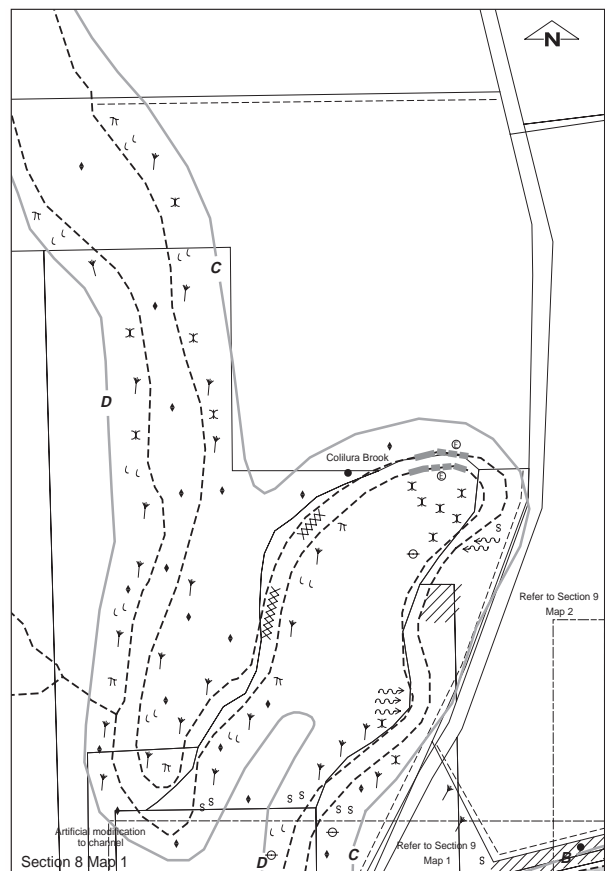 N
C
D
E
Colilura Brook
E
S
Refer to Section 9
Map 2
S
S
S
S
Artificial modification
to channel
Refer to Section 9
Map 1
Section 8 Map 1
D
C
S
B